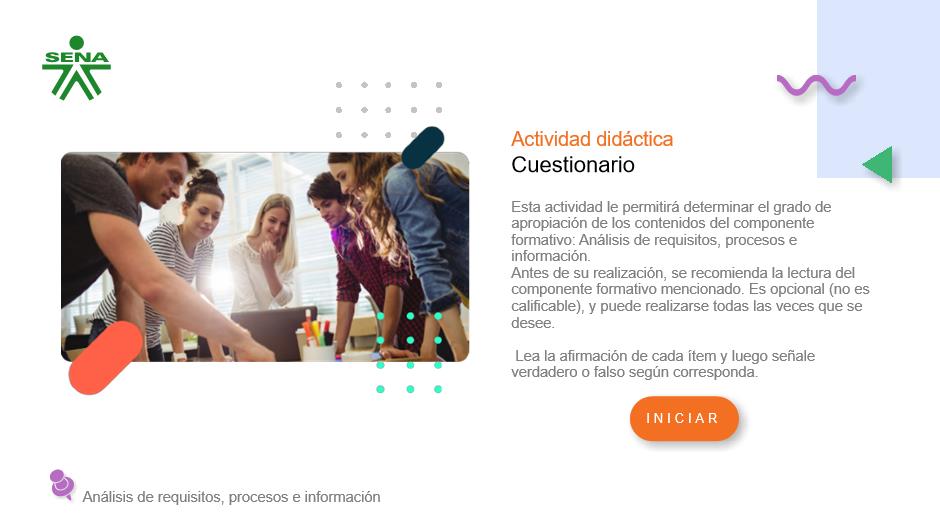 SENA
Actividad didáctica
Cuestionario
Esta actividad le permitirá determinar el grado de
apropiación de los contenidos del componente
formativo: Análisis de requisitos, procesos e
información.
Antes de su realización, se recomienda la lectura del
componente formativo mencionado. Es opcional (no es
calificable), y puede realizarse todas las veces que se
desee.
Lea la afirmación de cada ítem y luego señale
verdadero o falso según corresponda.
INICIAR
Análisis de requisitos, procesos e información